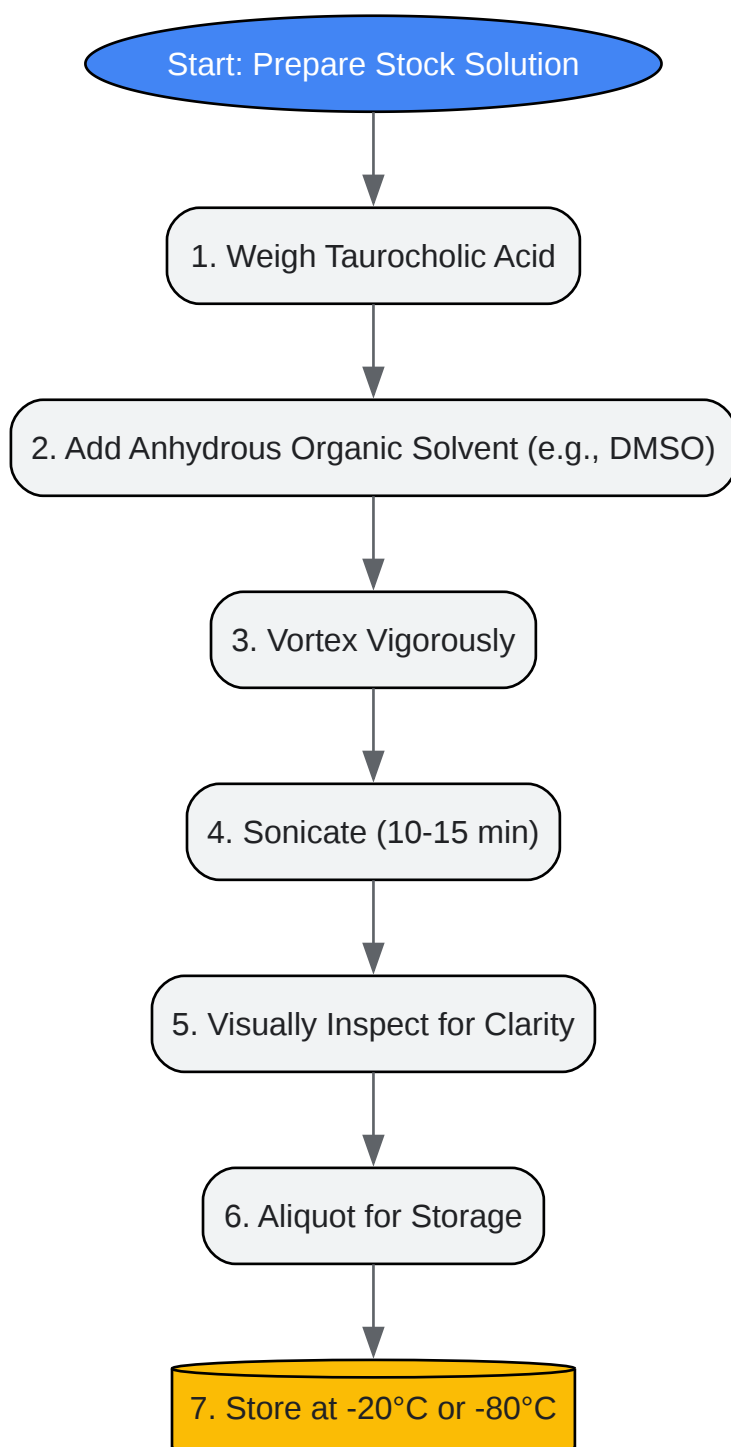 Start: Prepare Stock Solution
1. Weigh Taurocholic Acid
2. Add Anhydrous Organic Solvent (e.g., DMSO)
3. Vortex Vigorously
4. Sonicate (10-15 min)
5. Visually Inspect for Clarity
6. Aliquot for Storage
7. Store at -20°C or -80°C